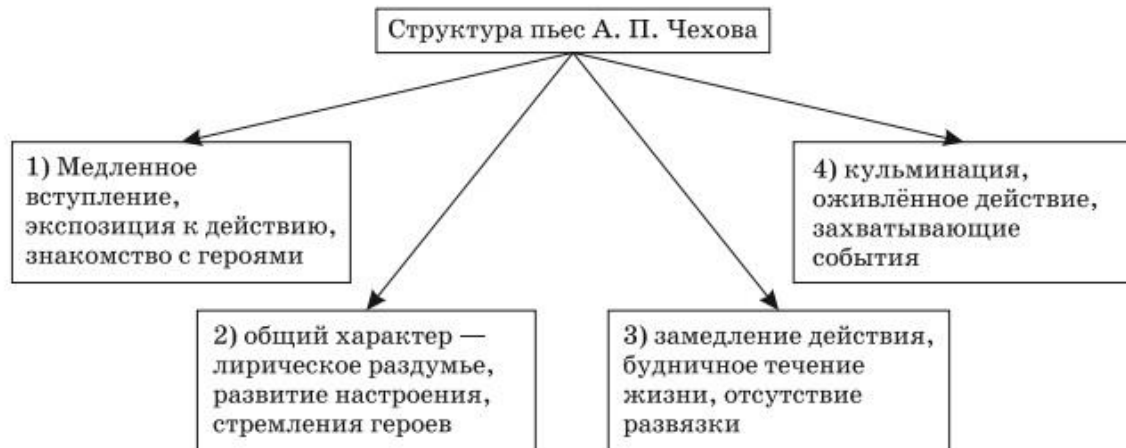 Структура пьес А. П. Чехова
1) Медленное
вступление,
экспозиция к действию,
знакомство с героями
2) общий характер —
лирическое раздумье,
развитие настроения,
стремления героев
3) замедление действия,
будничное течение
жизни, отсутствие
развязки
4) кульминация,
оживлённое действие,
захватывающие
события